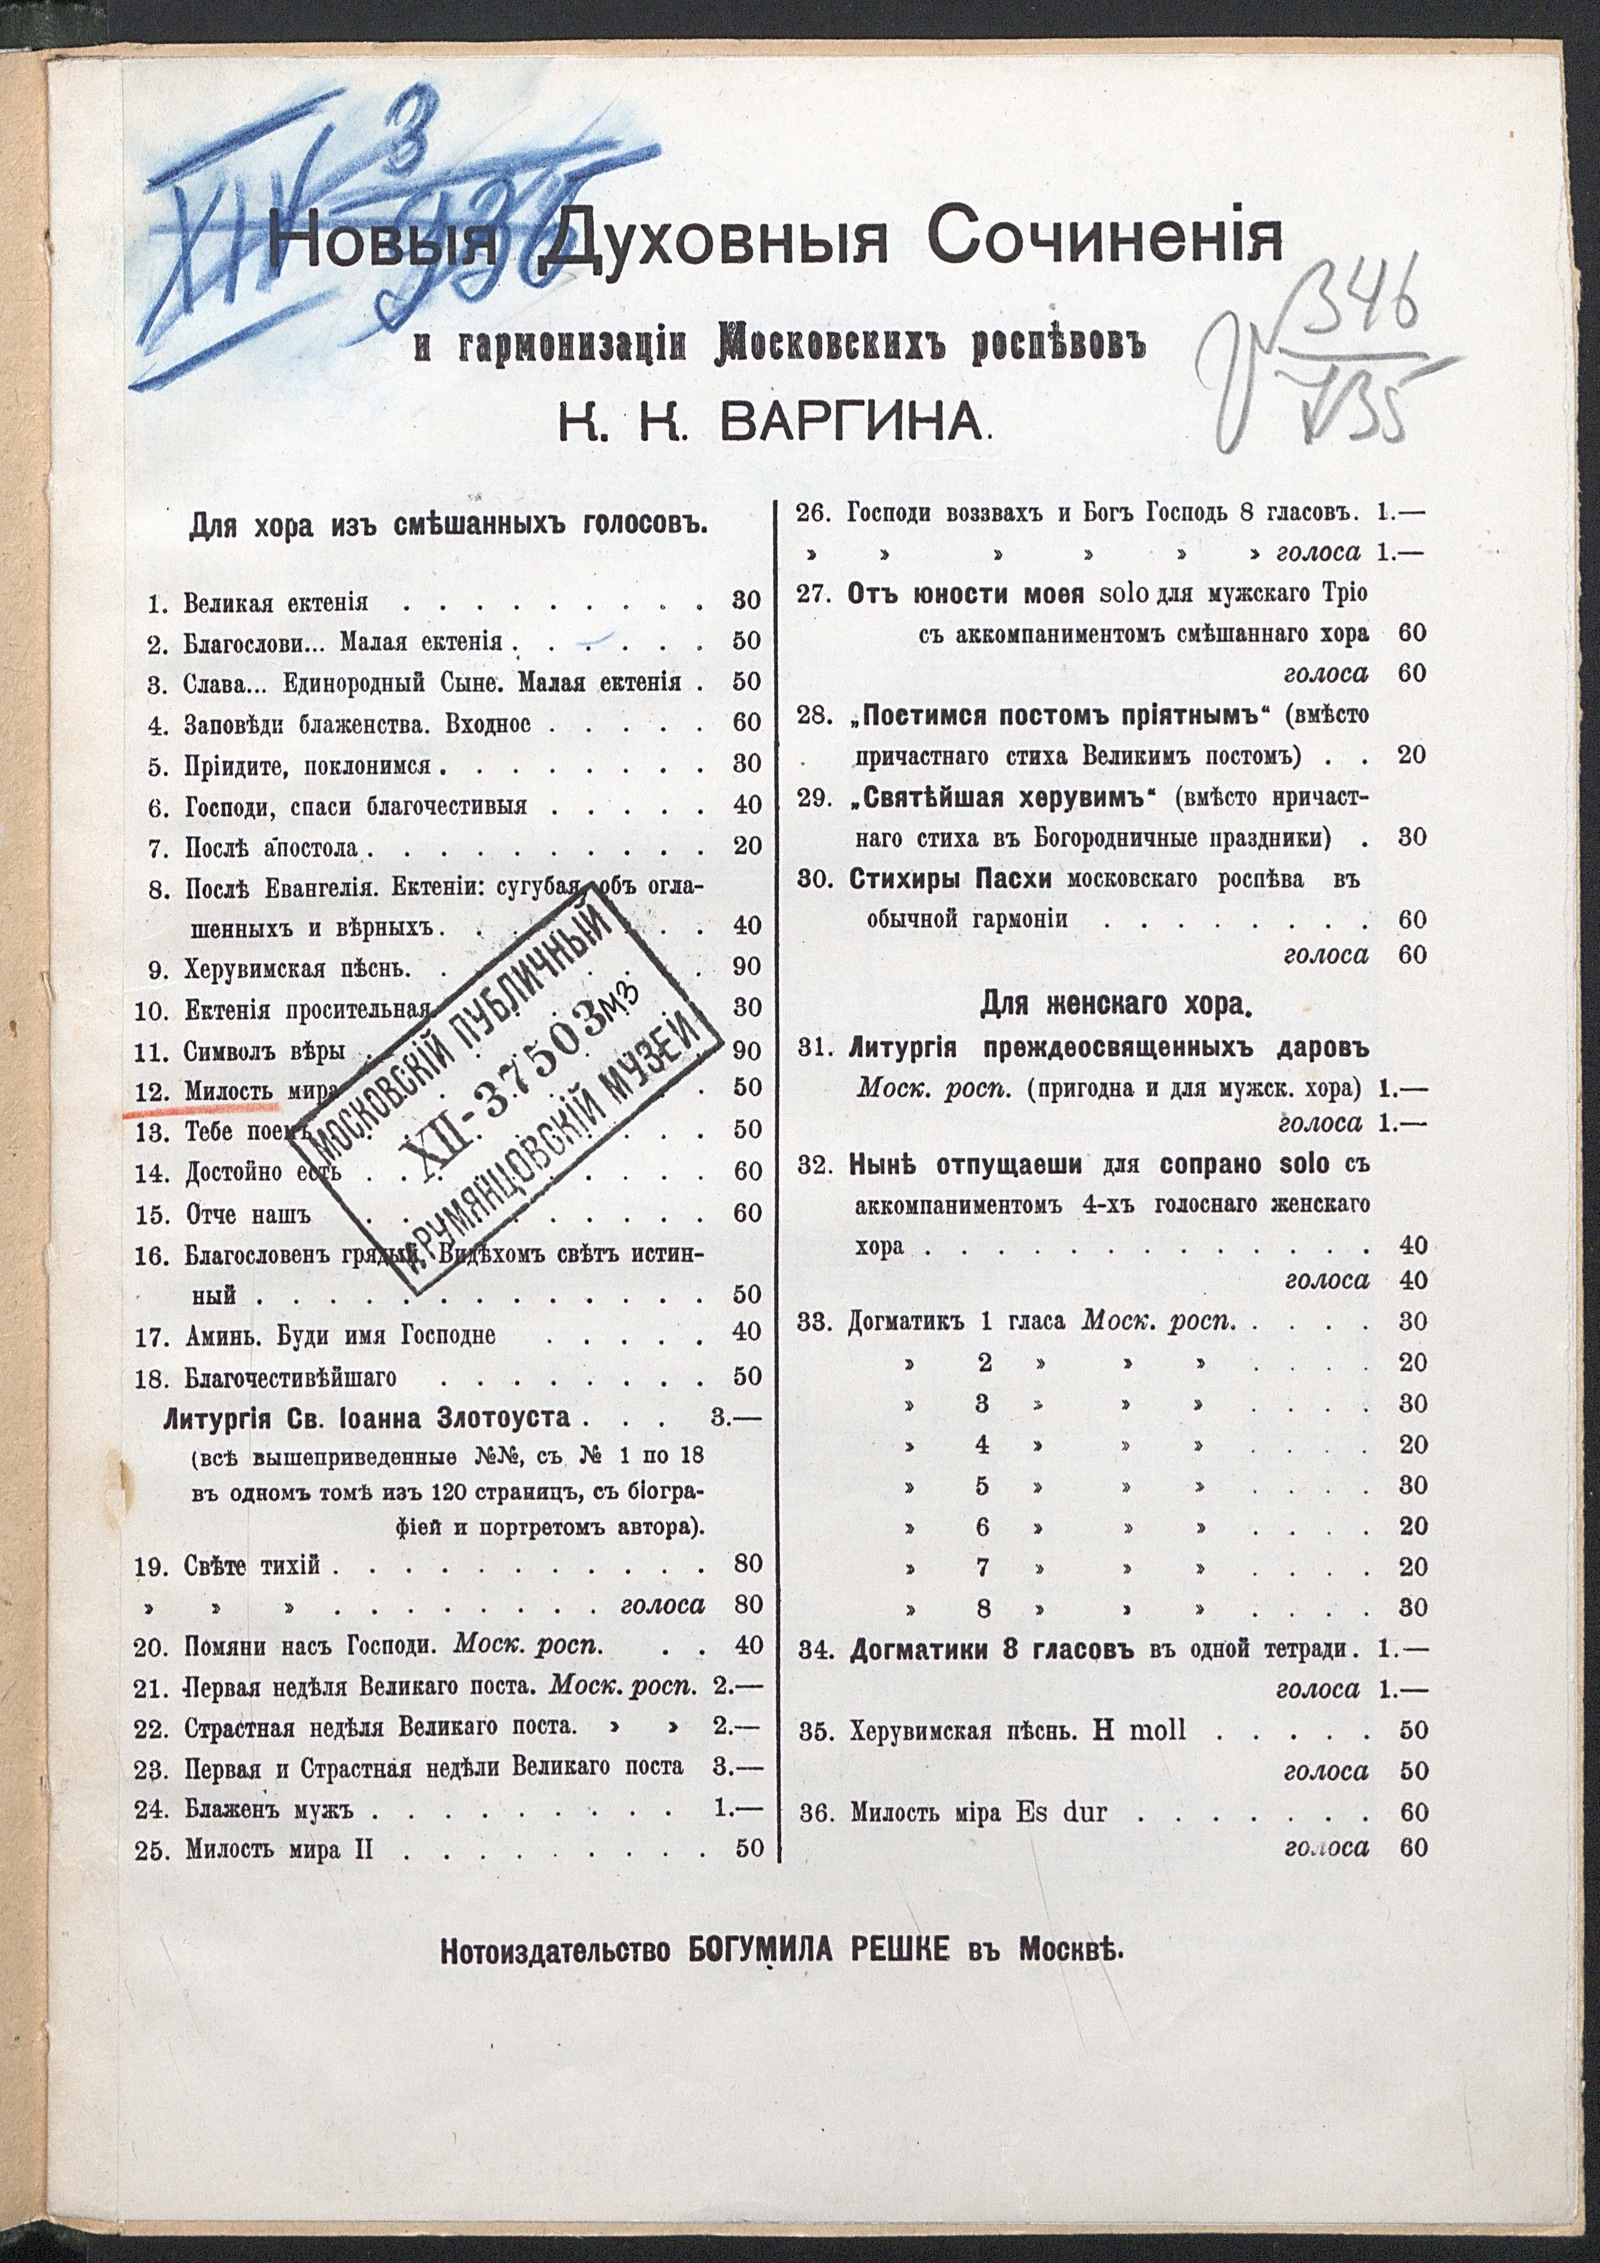 Новыя Духовныя Сочиненія
и гармонизаціи Московскихъ роспѣвовъ
К. К. ВАРГИНА.
346
Для хора изъ смѣшанныхъ голосовъ.
1. Великая ектенія . . . . . . . . . 30
2. Благослови... Малая ектенія . . . . . . 50
3. Слава... Единородный Сыне. Малая ектенія . 50
4. Заповѣди блаженства. Входное . . . . . 60
5. Пріидите, поклонимся . . . . . . . . 30
6. Господи, спаси благочестивыя . . . . . 40
7. Послѣ апостола . . . . . . . . . . 20
8. Послѣ Евангелія. Ектеніи: сугубая, объ огла-
шенныхъ и вѣрныхъ . . . . . . . 40
9. Херувимская пѣснь. . . . . . . . 90
10. Ектенія просительная . . . . . . 30
11. Символъ вѣры . . . . . . . . . 90
12. Милость мира . . . . . . . . . 50
13. Тебе поемъ . . . . . . . . . . 50
14. Достойно есть . . . . . . . . . 60
15. Отче нашъ . . . . . . . . . . 60
16. Благословенъ грядый. Видѣхомъ свѣтъ истин-
ный . . . . . . . . . . . . . 50
17. Аминь. Буди имя Господне . . . . . 40
18. Благочестивѣйшаго . . . . . . . . 50
Литургія Св. Іоанна Злотоуста . . . 3.—
(всѣ вышеприведенные №№, съ № 1 по 18
въ одномъ томѣ изъ 120 страницъ, съ біогра-
фіей и портретомъ автора).
19. Свѣте тихій . . . . . . . . . . . 80
» » » . . . . . . . . голоса 80
20. Помяни насъ Господи. Моск. росп. . . 40
21. Первая недѣля Великаго поста. Моск. росп. 2.—
22. Страстная недѣля Великаго поста. » » 2.—
23. Первая и Страстная недѣли Великаго поста 3.—
24. Блаженъ мужъ . . . . . . . . . 1.—
25. Милость мира II . . . . . . . . . 50
МОСКОВСКІЙ ПУБЛИЧНЫЙ
XII-37503мз
И РУМЯНЦОВСКІЙ МУЗЕИ
26. Господи воззвахъ и Богъ Господь 8 гласовъ. 1.—
» » » » » » голоса 1.—
27. Отъ юности моея solo для мужскаго Тріо
съ аккомпаниментомъ смѣшаннаго хора 60
голоса 60
28. „Постимся постомъ пріятнымъ“ (вмѣсто
причастнаго стиха Великимъ постомъ) . . 20
29. „Святѣйшая херувимъ“ (вмѣсто нричаст-
наго стиха въ Богородничные праздники) . 30
30. Стихиры Пасхи московскаго роспѣва въ
обычной гармоніи . . . . . . . . 60
голоса 60
Для женскаго хора.
31. Литургія преждеосвященныхъ даровъ
Моск. росп. (пригодна и для мужск. хора) 1.—
голоса 1.—
32. Нынѣ отпущаеши для сопрано solo съ
аккомпаниментомъ 4-хъ голоснаго женскаго
хора . . . . . . . . . . . . . 40
голоса 40
33. Догматикъ 1 гласа Моск. росп. . . . . 30
» 2 » » » . . . . 20
» 3 » » » . . . . 30
» 4 » » » . . . . 20
» 5 » » » . . . . 30
» 6 » » » . . . . 20
» 7 » » » . . . . 20
» 8 » » » . . . . 30
34. Догматики 8 гласовъ въ одной тетради. 1.—
голоса 1.—
35. Херувимская пѣснь. H moll . . . . . 50
голоса 50
36. Милость міра Es dur . . . . . . . 60
голоса 60
Нотоиздательство БОГУМИЛА РЕШКЕ въ Москвѣ.